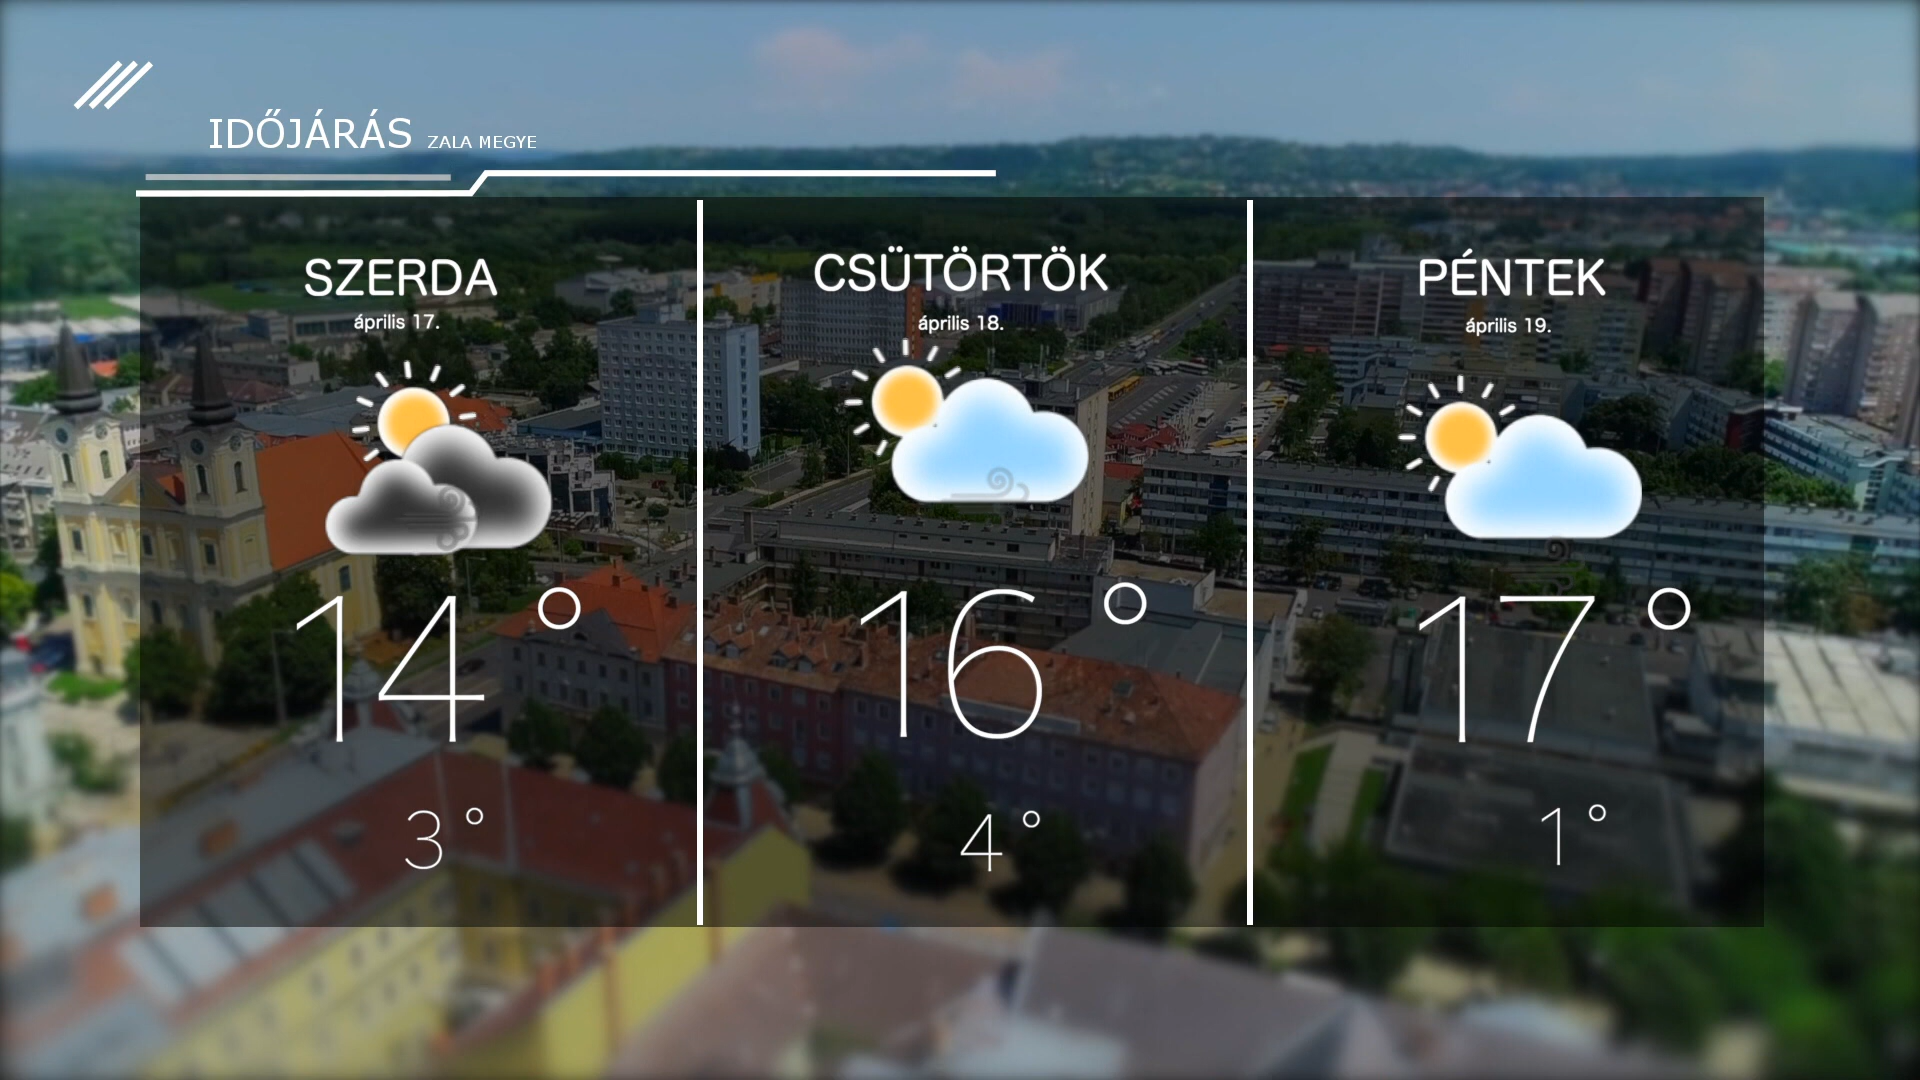 IDŐJÁRÁS ZALA MEGYE
SZERDA
április 17.
14°
3°
CSÜTÖRTÖK
április 18.
16°
4°
PÉNTEK
április 19.
17°
1°